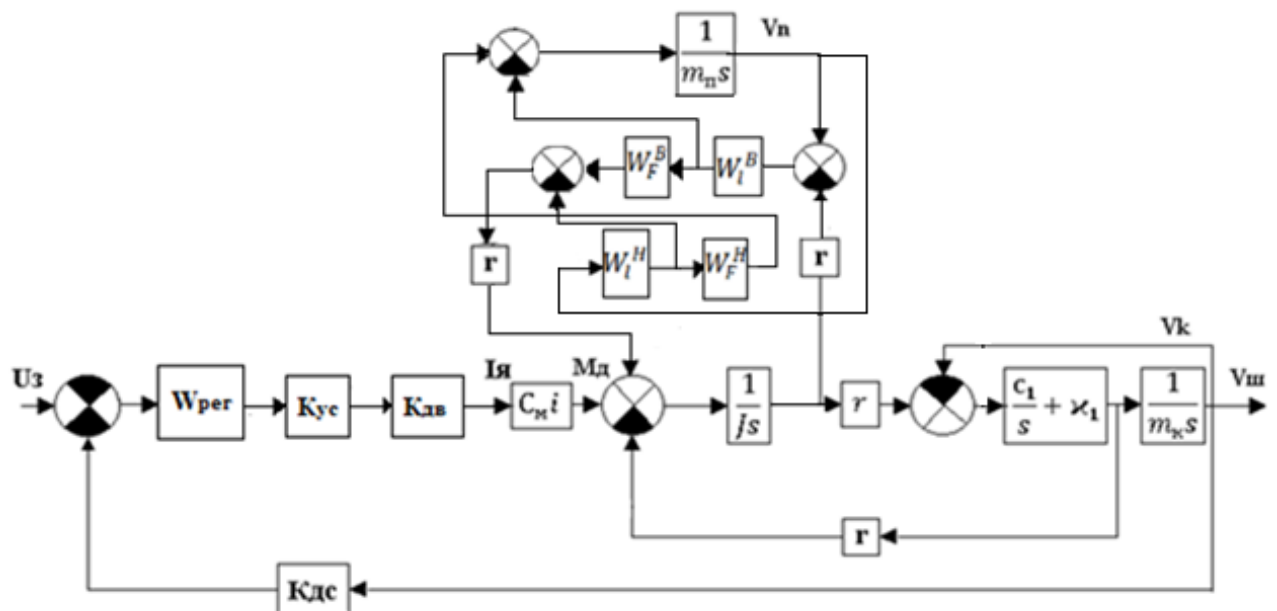 1
Vп
mпs
W_F^B
W_l^B
r
W_l^H
W_F^H
r
Vk
Uз
Iя
Mд
Vш
Wрег
Кус
Кдв
Cмi
1
Js
r
c₁
s
+ ϰ₁
1
mкs
r
Кдс